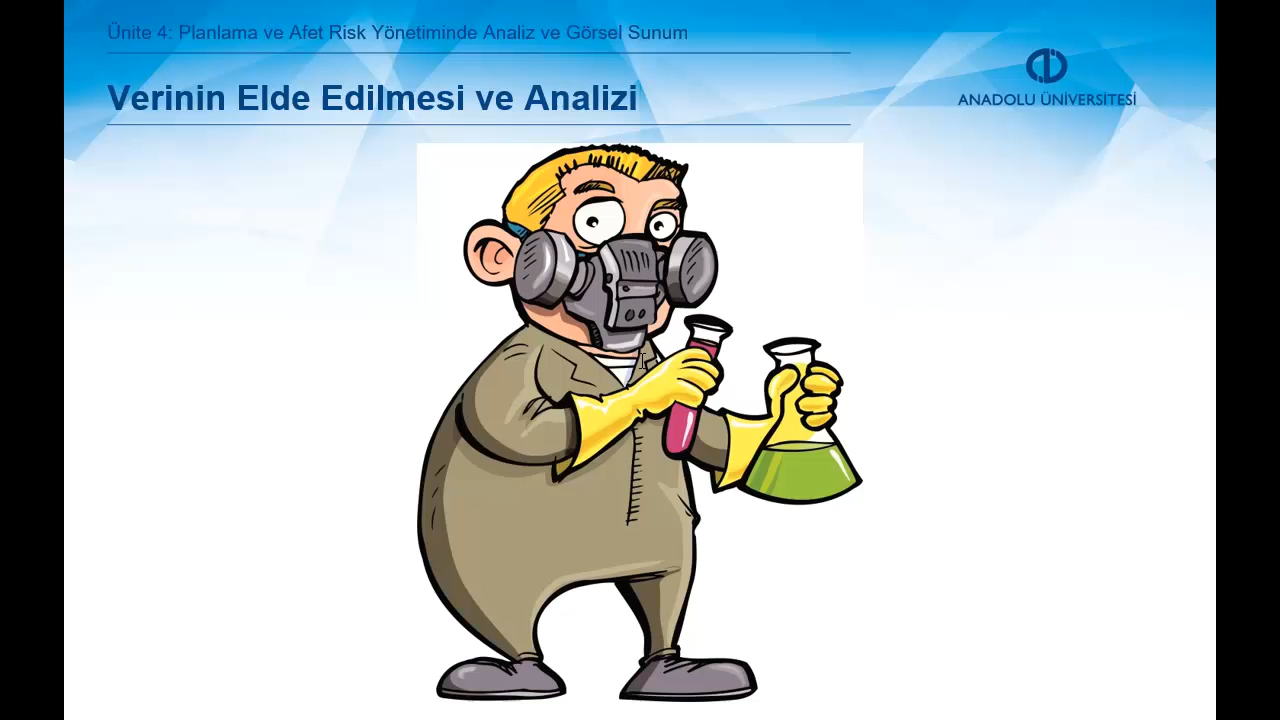 Ünite 4: Planlama ve Afet Risk Yönetiminde Analiz ve Görsel Sunum
Verinin Elde Edilmesi ve Analizi
ANADOLU ÜNİVERSİTESİ